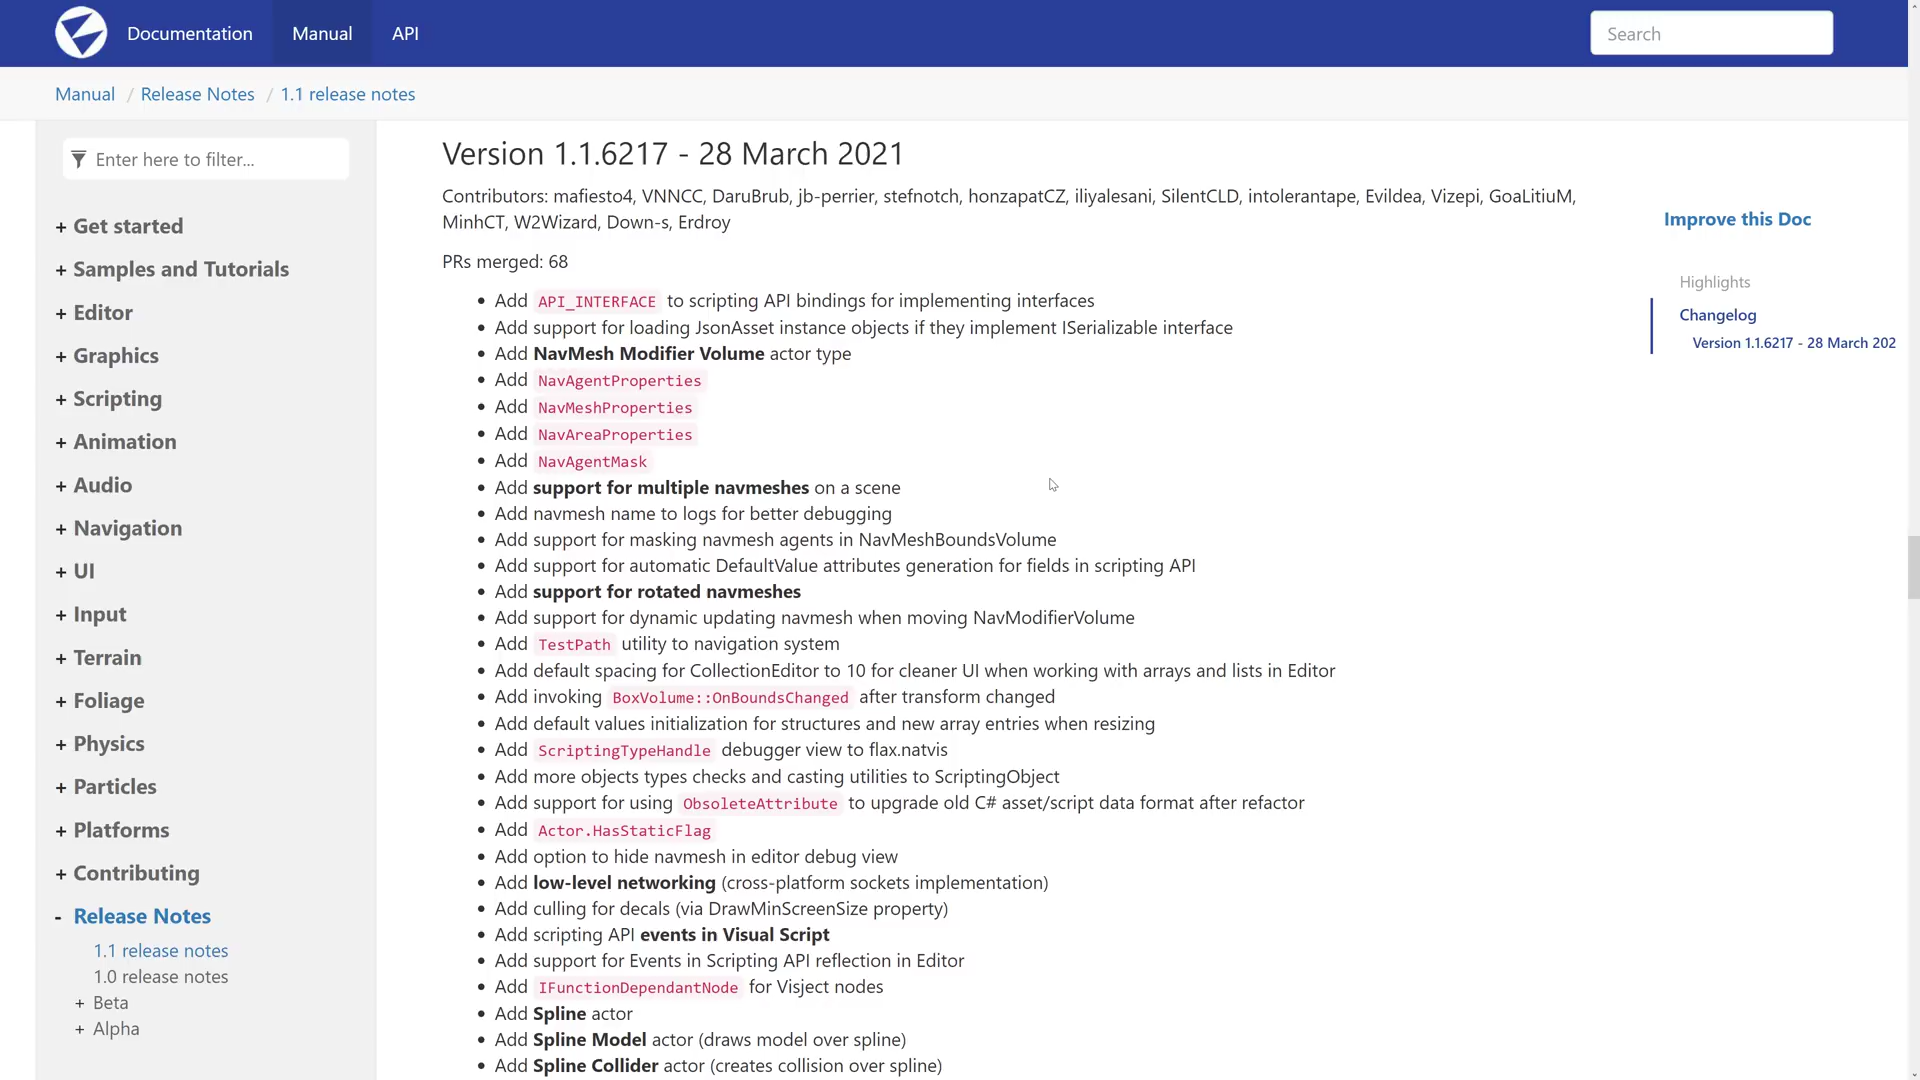 Documentation
Manual
API
Search
Manual / Release Notes / 1.1 release notes
Enter here to filter...
+ Get started
+ Samples and Tutorials
+ Editor
+ Graphics
+ Scripting
+ Animation
+ Audio
+ Navigation
+ UI
+ Input
+ Terrain
+ Foliage
+ Physics
+ Particles
+ Platforms
+ Contributing
- Release Notes
1.1 release notes
1.0 release notes
+ Beta
+ Alpha
Version 1.1.6217 - 28 March 2021
Contributors: mafiesto4, VNNCC, DaruBrub, jb-perrier, stefnotch, honzapatCZ, iliyalesani, SilentCLD, intolerantape, Evildea, Vizepi, GoaLitiuM,
MinhCT, W2Wizard, Down-s, Erdroy
PRs merged: 68
• Add API_INTERFACE to scripting API bindings for implementing interfaces
• Add support for loading JsonAsset instance objects if they implement ISerializable interface
• Add NavMesh Modifier Volume actor type
• Add NavAgentProperties
• Add NavMeshProperties
• Add NavAreaProperties
• Add NavAgentMask
• Add support for multiple navmeshes on a scene
• Add navmesh name to logs for better debugging
• Add support for masking navmesh agents in NavMeshBoundsVolume
• Add support for automatic DefaultValue attributes generation for fields in scripting API
• Add support for rotated navmeshes
• Add support for dynamic updating navmesh when moving NavModifierVolume
• Add TestPath utility to navigation system
• Add default spacing for CollectionEditor to 10 for cleaner UI when working with arrays and lists in Editor
• Add invoking BoxVolume::OnBoundsChanged after transform changed
• Add default values initialization for structures and new array entries when resizing
• Add ScriptingTypeHandle debugger view to flax.natvis
• Add more objects types checks and casting utilities to ScriptingObject
• Add support for using ObsoleteAttribute to upgrade old C# asset/script data format after refactor
• Add Actor.HasStaticFlag
• Add option to hide navmesh in editor debug view
• Add low-level networking (cross-platform sockets implementation)
• Add culling for decals (via DrawMinScreenSize property)
• Add scripting API events in Visual Script
• Add support for Events in Scripting API reflection in Editor
• Add IFunctionDependantNode for Visject nodes
• Add Spline actor
• Add Spline Model actor (draws model over spline)
• Add Spline Collider actor (creates collision over spline)
Improve this Doc
Highlights
Changelog
Version 1.1.6217 - 28 March 202